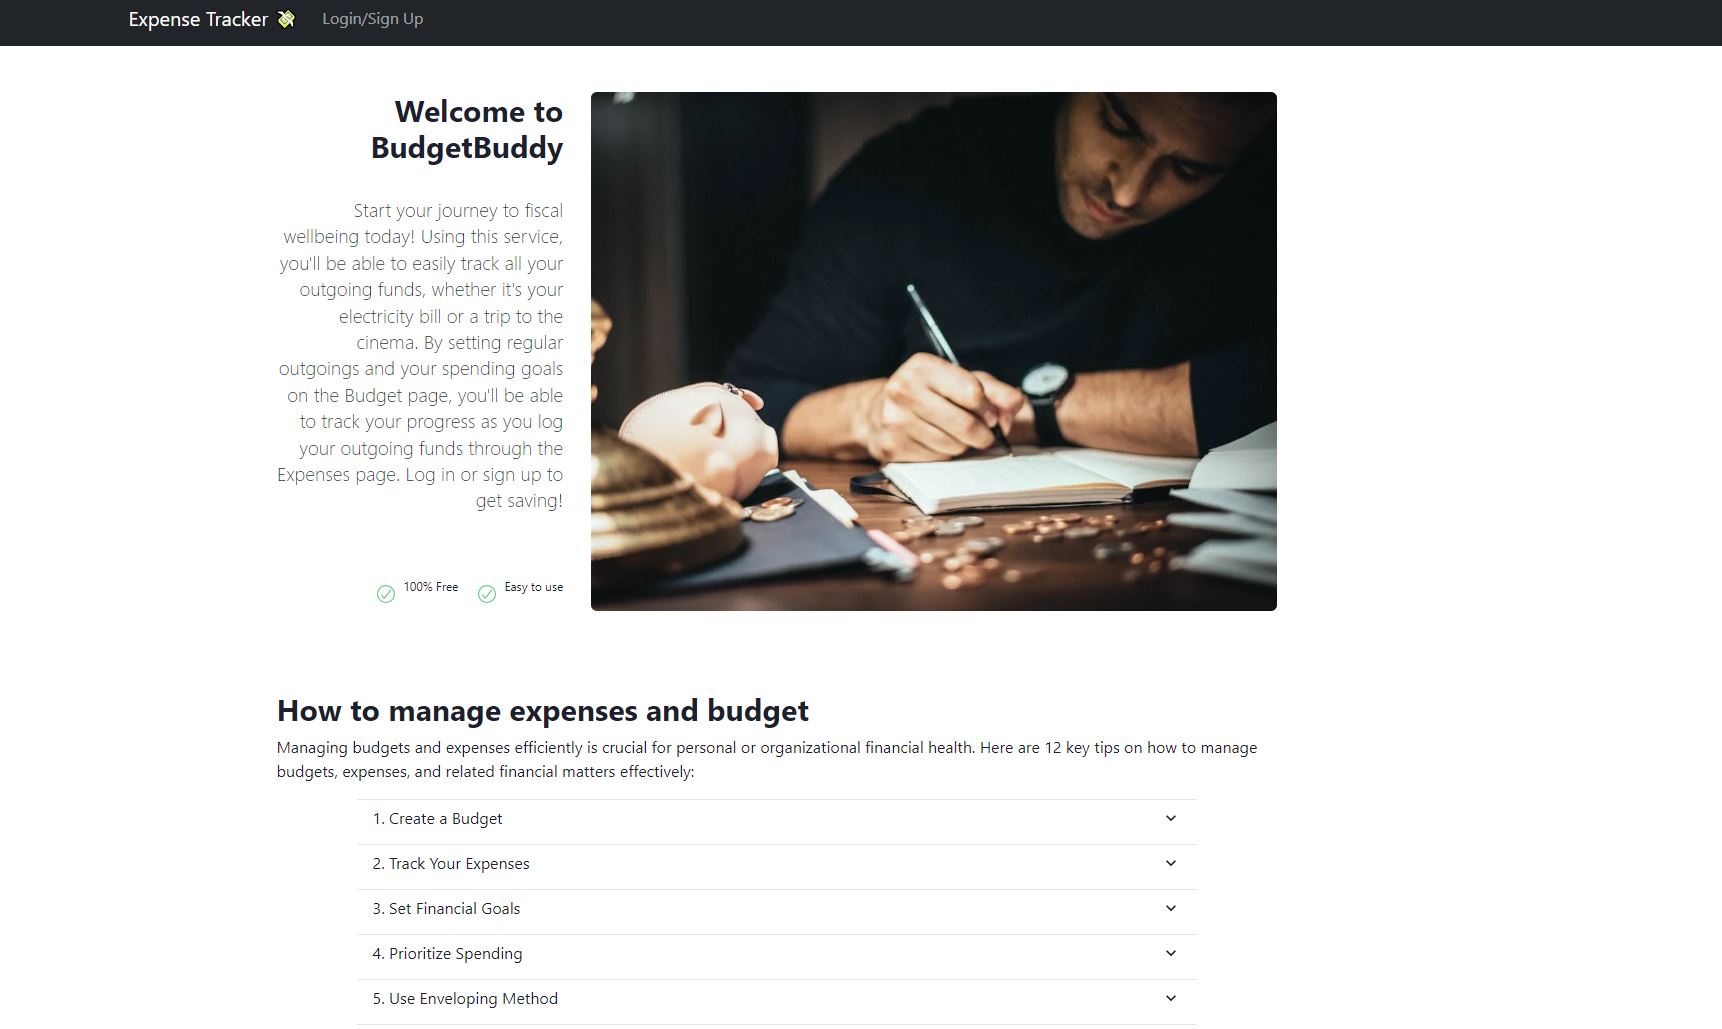 Expense Tracker 💸 Login/Sign Up
Welcome to
BudgetBuddy
Start your journey to fiscal
wellbeing today! Using this service,
you'll be able to easily track all your
outgoing funds, whether it's your
electricity bill or a trip to the
cinema. By setting regular
outgoings and your spending goals
on the Budget page, you'll be able
to track your progress as you log
your outgoing funds through the
Expenses page. Log in or sign up to
get saving!
100% Free Easy to use
How to manage expenses and budget
Managing budgets and expenses efficiently is crucial for personal or organizational financial health. Here are 12 key tips on how to manage
budgets, expenses, and related financial matters effectively:
1. Create a Budget
2. Track Your Expenses
3. Set Financial Goals
4. Prioritize Spending
5. Use Enveloping Method